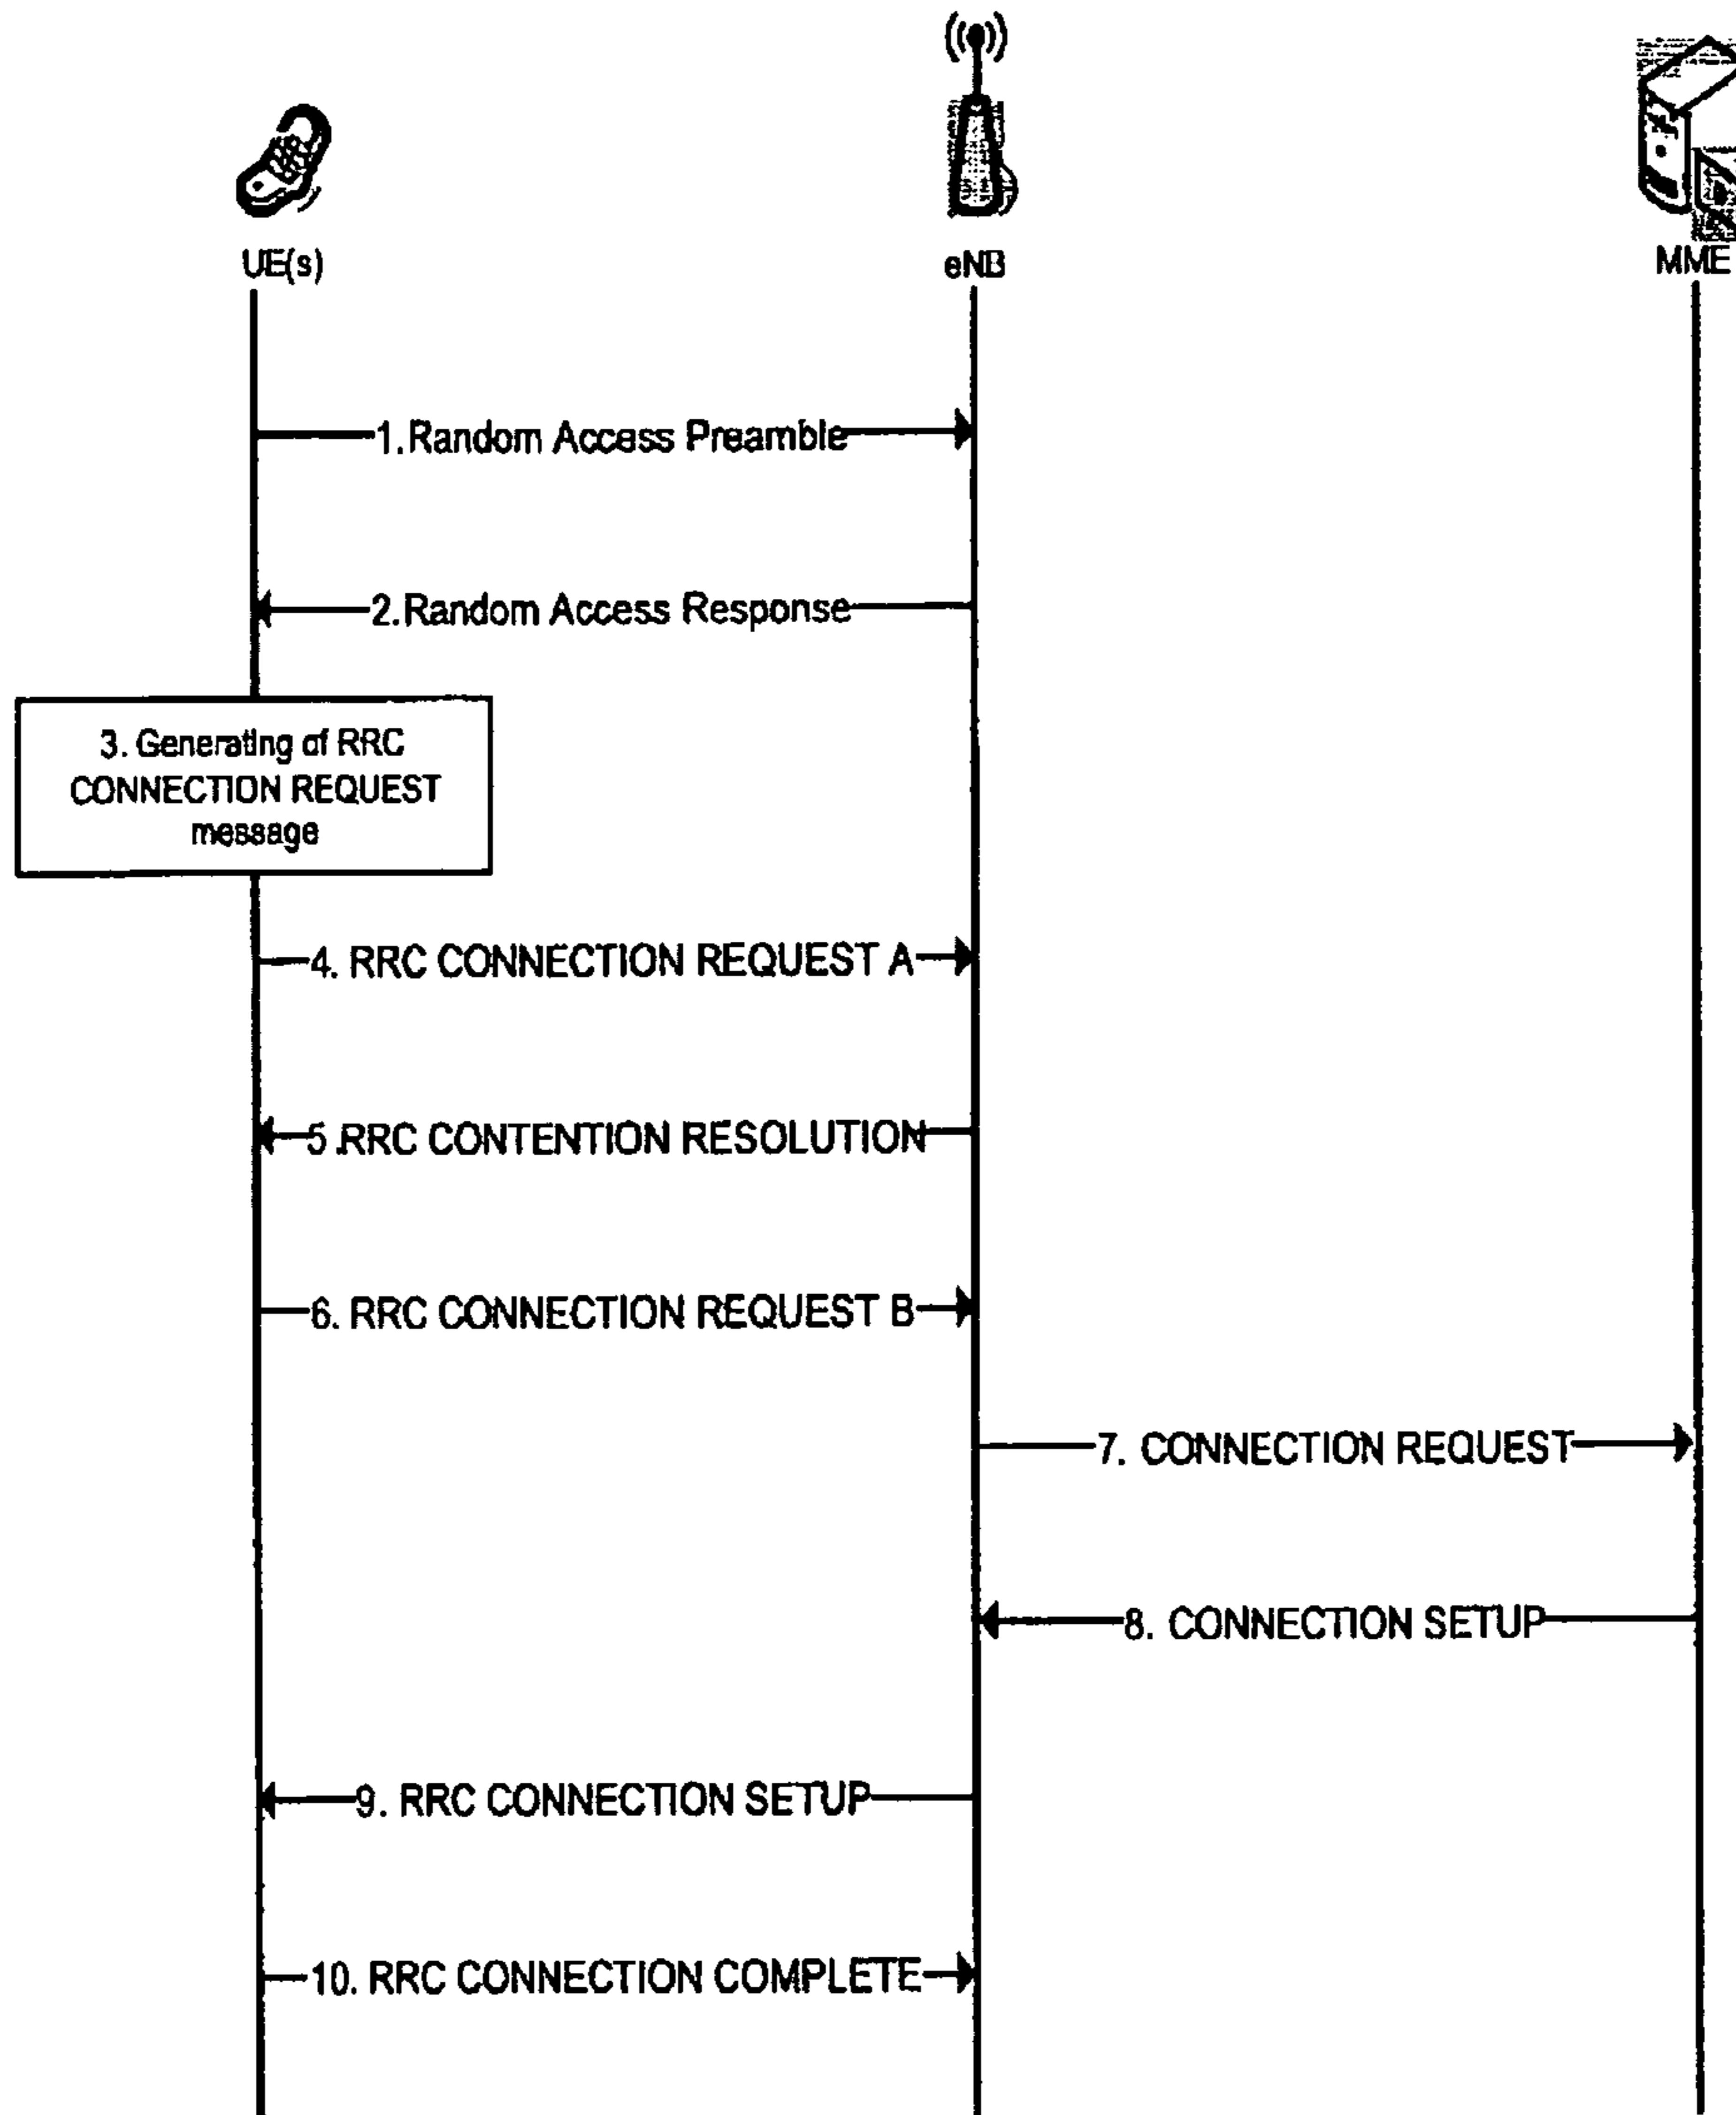 UE(s)
eNB
MME
1.Random Access Preamble
2.Random Access Response
3. Generating of RRC
CONNECTION REQUEST
message
4. RRC CONNECTION REQUEST A
5.RRC CONTENTION RESOLUTION
6. RRC CONNECTION REQUEST B
7. CONNECTION REQUEST
8. CONNECTION SETUP
9. RRC CONNECTION SETUP
10. RRC CONNECTION COMPLETE